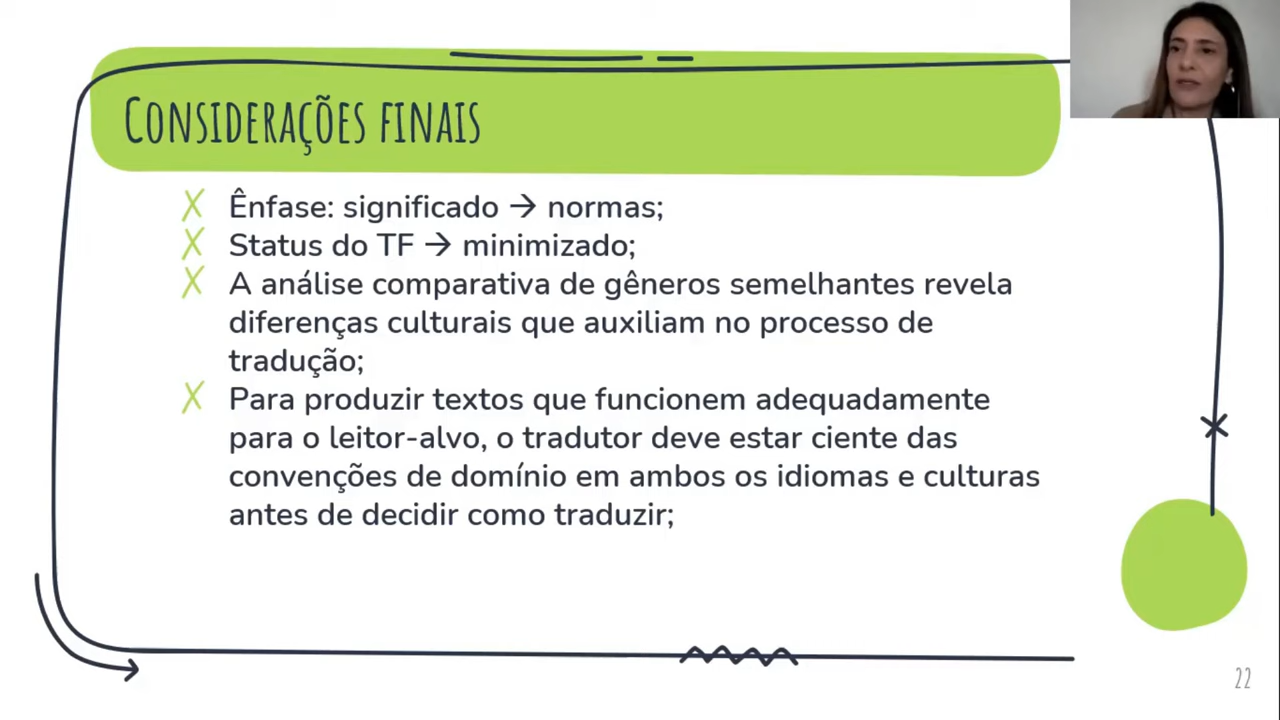 Considerações finais
Ênfase: significado → normas;
Status do TF → minimizado;
A análise comparativa de gêneros semelhantes revela
diferenças culturais que auxiliam no processo de
tradução;
Para produzir textos que funcionem adequadamente
para o leitor-alvo, o tradutor deve estar ciente das
convenções de domínio em ambos os idiomas e culturas
antes de decidir como traduzir;
22